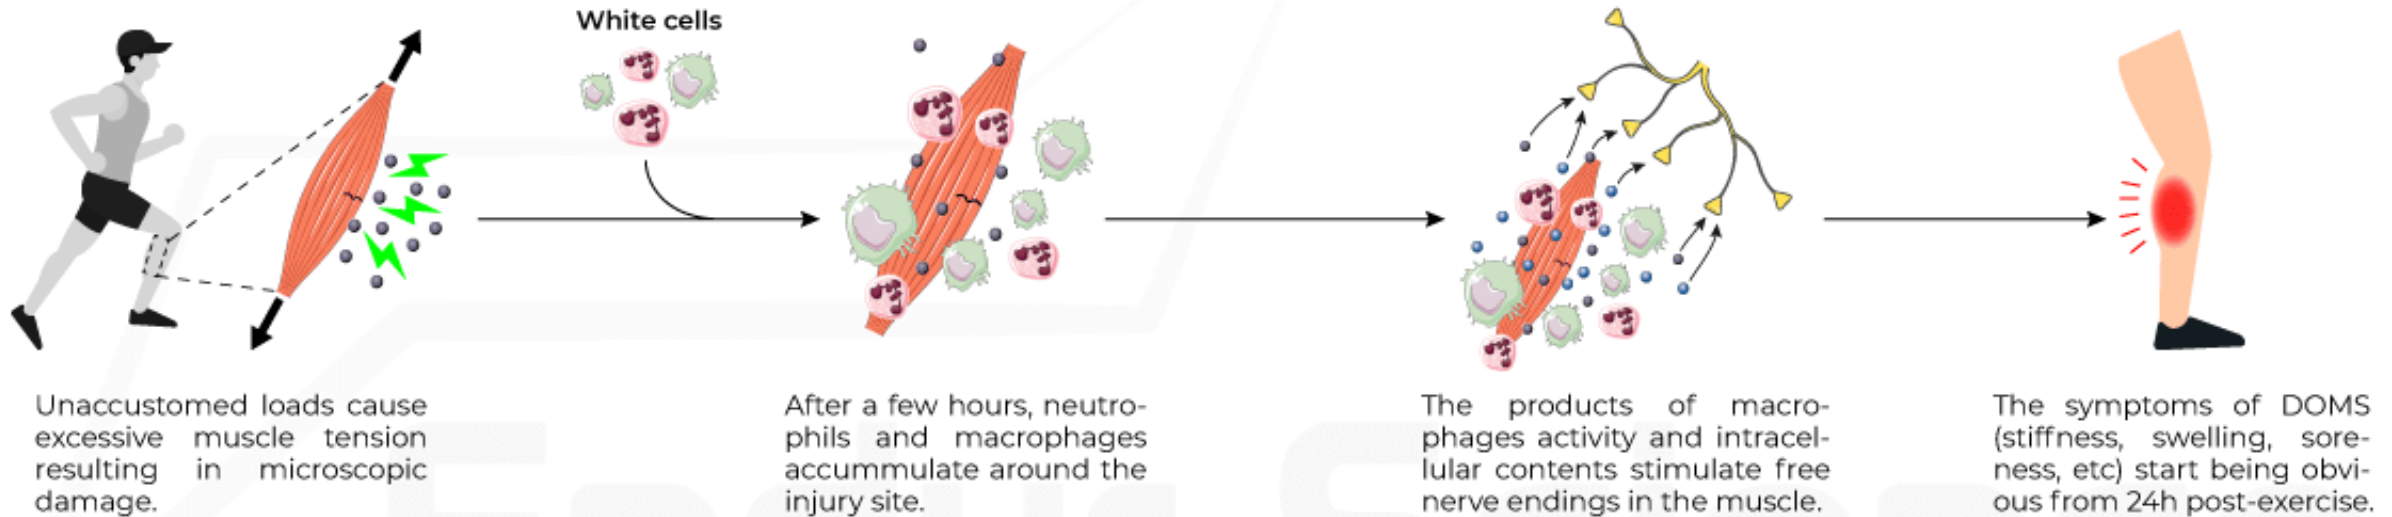 White cells
Unaccustomed loads cause
excessive muscle tension
resulting in microscopic
damage.
After a few hours, neutro-
phils and macrophages
accummulate around the
injury site.
The products of macro-
phages activity and intracel-
lular contents stimulate free
nerve endings in the muscle.
The symptoms of DOMS
(stiffness, swelling, sore-
ness, etc) start being obvi-
ous from 24h post-exercise.